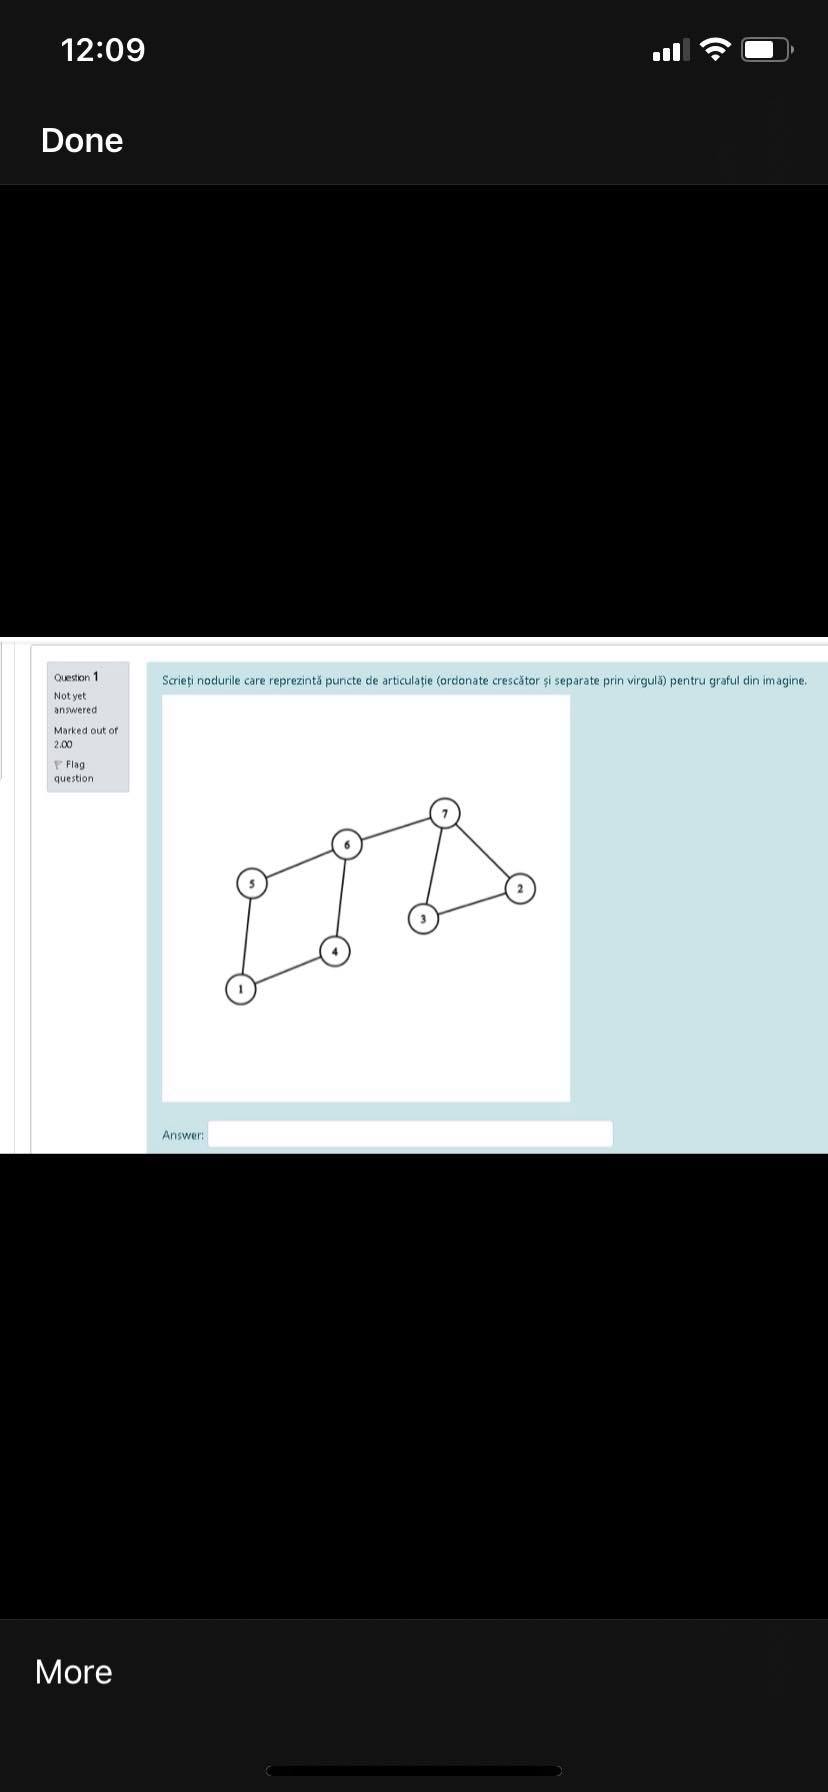 12:09
Done
Question 1
Not yet
answered
Marked out of
2.00
Flag
question
Scrieți nodurile care reprezintă puncte de articulație (ordonate crescător și separate prin virgulă) pentru graful din imagine.
7
6
5
2
3
4
1
Answer:
More